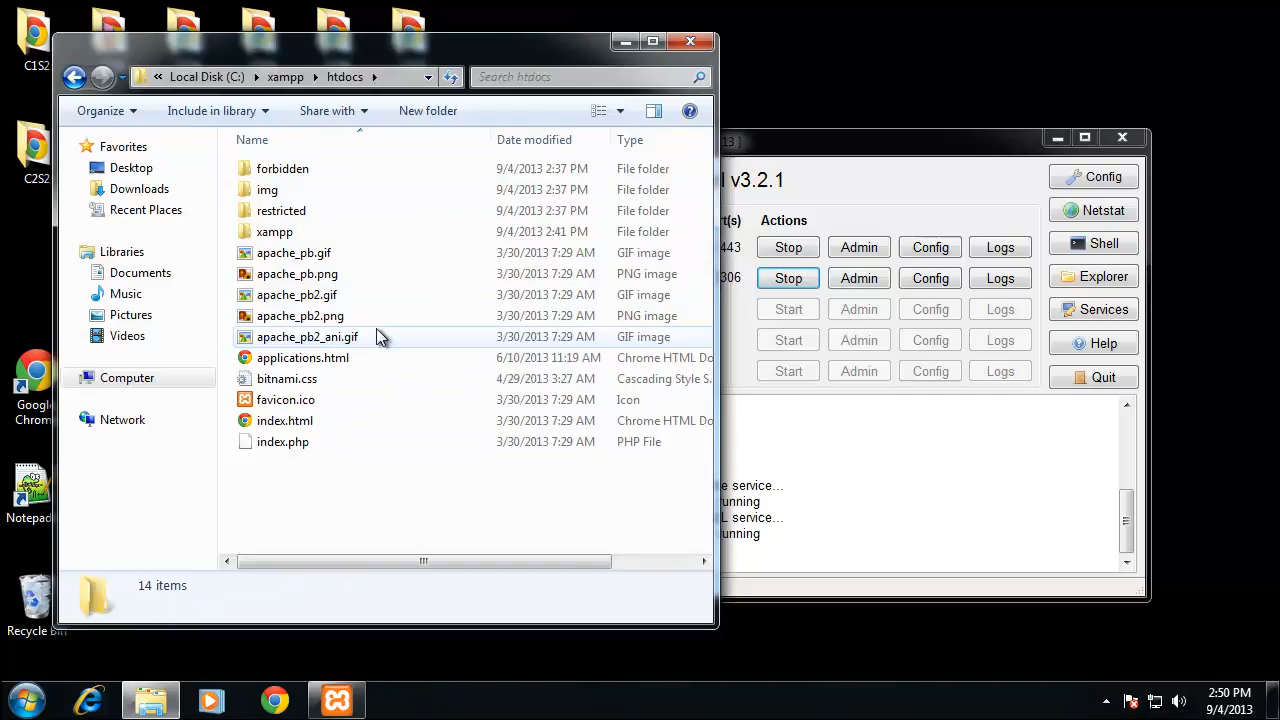 C1S2
C2S2
Google
Chrom
Notepad
Recycle Bin
« Local Disk (C:) ▸ xampp ▸ htdocs ▸
Search htdocs
Organize
Include in library
Share with
New folder
Favorites
Desktop
Downloads
Recent Places
Libraries
Documents
Music
Pictures
Videos
Computer
Network
Name Date modified Type
forbidden 9/4/2013 2:37 PM File folder
img 9/4/2013 2:37 PM File folder
restricted 9/4/2013 2:37 PM File folder
xampp 9/4/2013 2:41 PM File folder
apache_pb.gif 3/30/2013 7:29 AM GIF image
apache_pb.png 3/30/2013 7:29 AM PNG image
apache_pb2.gif 3/30/2013 7:29 AM GIF image
apache_pb2.png 3/30/2013 7:29 AM PNG image
apache_pb2_ani.gif 3/30/2013 7:29 AM GIF image
applications.html 6/10/2013 11:19 AM Chrome HTML Do
bitnami.css 4/29/2013 3:27 AM Cascading Style S
favicon.ico 3/30/2013 7:29 AM Icon
index.html 3/30/2013 7:29 AM Chrome HTML Do
index.php 3/30/2013 7:29 AM PHP File
14 items
13 ]
l v3.2.1
rt(s) Actions
443 Stop Admin Config Logs
306 Stop Admin Config Logs
Start Admin Config Logs
Start Admin Config Logs
Start Admin Config Logs
Config
Netstat
Shell
Explorer
Services
Help
Quit
e service...
running
L service...
running
2:50 PM
9/4/2013